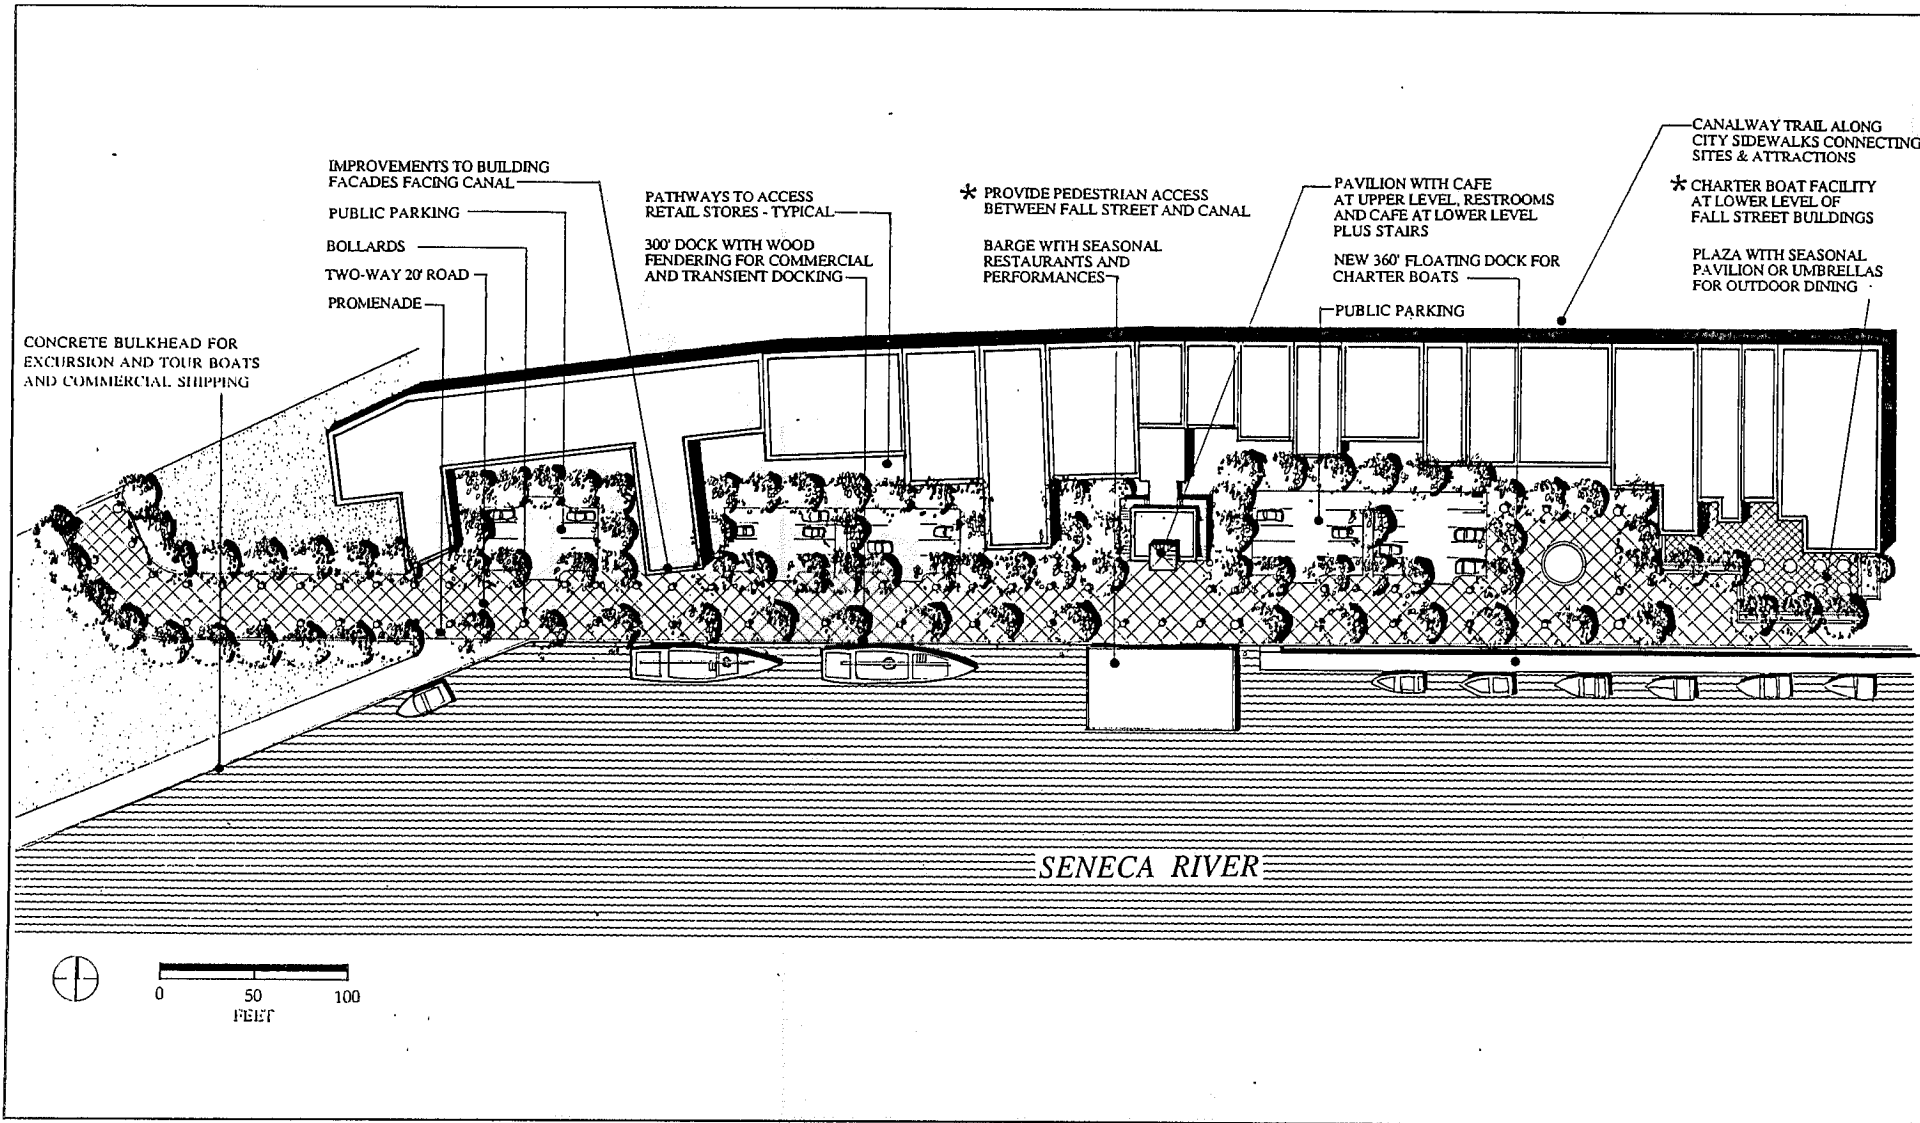 CONCRETE BULKHEAD FOR
EXCURSION AND TOUR BOATS
AND COMMERCIAL SHIPPING
IMPROVEMENTS TO BUILDING
FACADES FACING CANAL
PUBLIC PARKING
BOLLARDS
TWO-WAY 20' ROAD
PROMENADE
PATHWAYS TO ACCESS
RETAIL STORES - TYPICAL
300' DOCK WITH WOOD
FENDERING FOR COMMERCIAL
AND TRANSIENT DOCKING
* PROVIDE PEDESTRIAN ACCESS
BETWEEN FALL STREET AND CANAL
BARGE WITH SEASONAL
RESTAURANTS AND
PERFORMANCES
PAVILION WITH CAFE
AT UPPER LEVEL, RESTROOMS
AND CAFE AT LOWER LEVEL
PLUS STAIRS
NEW 360' FLOATING DOCK FOR
CHARTER BOATS
PUBLIC PARKING
CANALWAY TRAIL ALONG
CITY SIDEWALKS CONNECTING
SITES & ATTRACTIONS
* CHARTER BOAT FACILITY
AT LOWER LEVEL OF
FALL STREET BUILDINGS
PLAZA WITH SEASONAL
PAVILION OR UMBRELLAS
FOR OUTDOOR DINING
SENECA RIVER
0 50 100
FEET